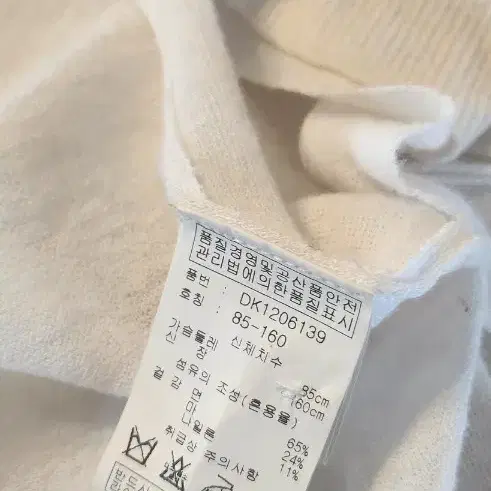 품질경영및공산품안전
관리법에의한품질표시
품번 : DK1206139
호칭 : 85-160
신체치수
가슴둘레 85cm
신장 160cm
섬유의 조성(혼용율)
겉감 면 65%
24%
나일론 11%
취급상 주의사항
반드시